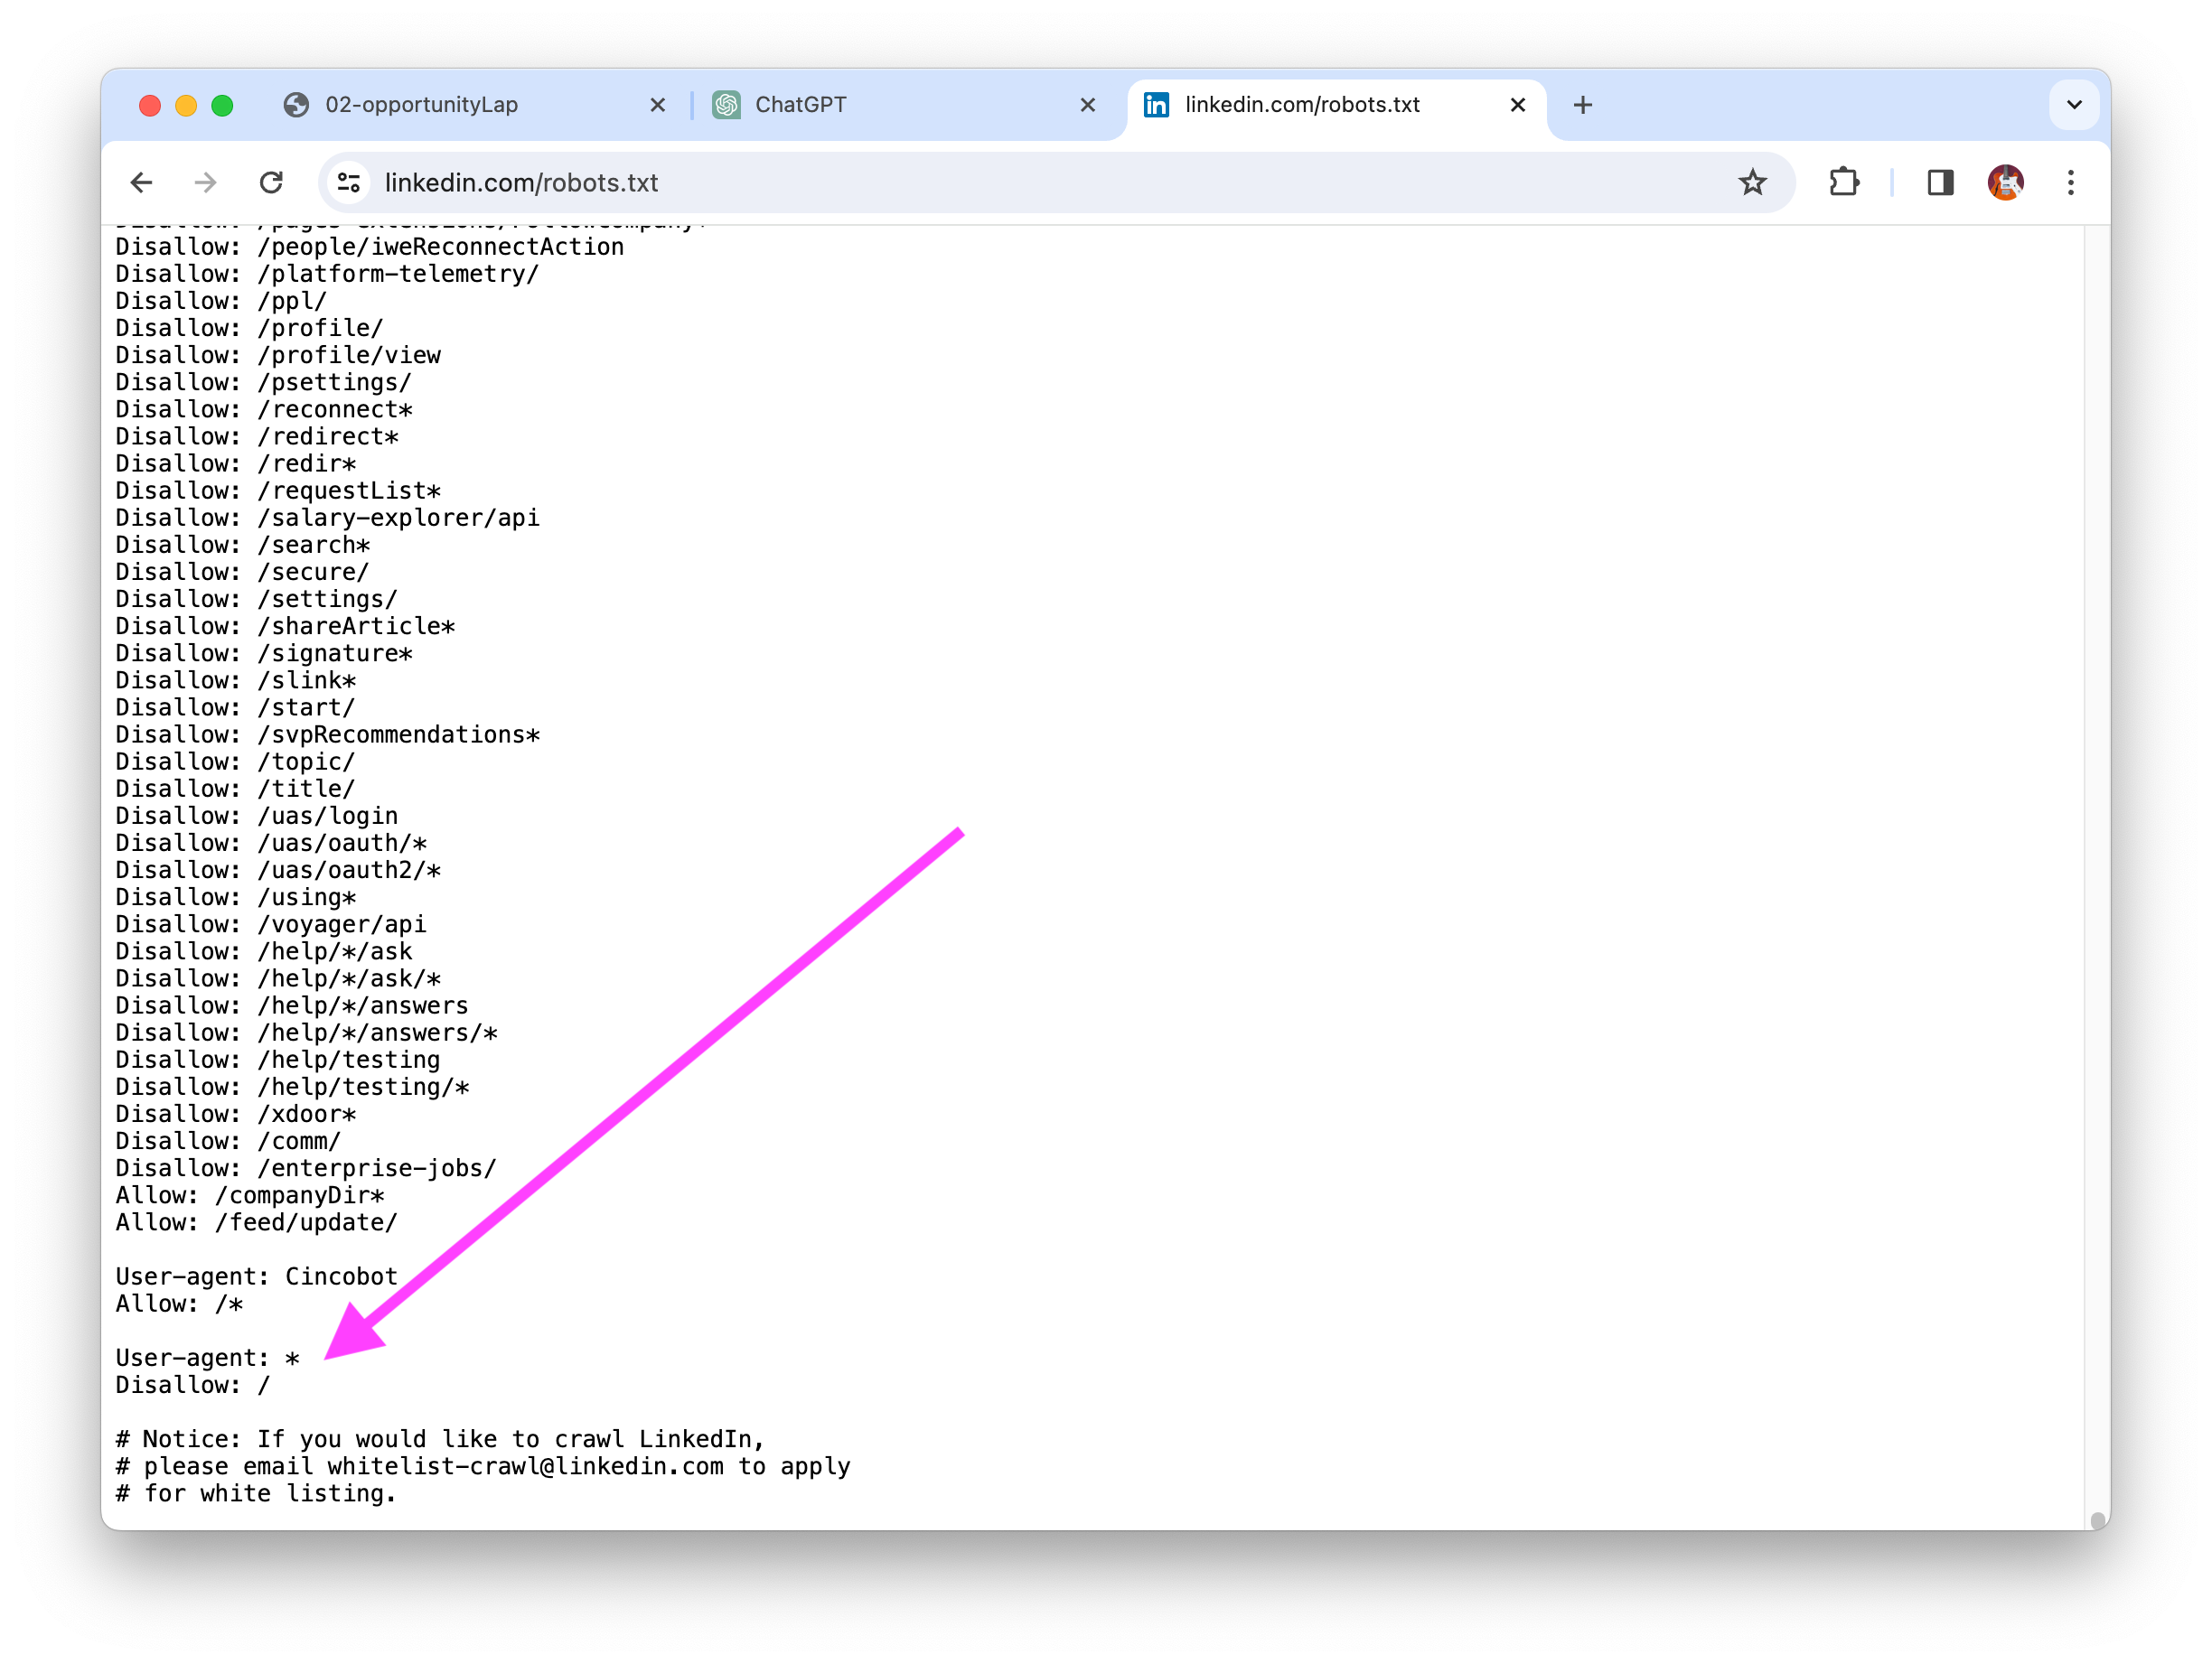 02-opportunityLap
ChatGPT
linkedin.com/robots.txt
linkedin.com/robots.txt
Disallow: /people/iweReconnectAction
Disallow: /platform-telemetry/
Disallow: /ppl/
Disallow: /profile/
Disallow: /profile/view
Disallow: /psettings/
Disallow: /reconnect*
Disallow: /redirect*
Disallow: /redir*
Disallow: /requestList*
Disallow: /salary-explorer/api
Disallow: /search*
Disallow: /secure/
Disallow: /settings/
Disallow: /shareArticle*
Disallow: /signature*
Disallow: /slink*
Disallow: /start/
Disallow: /svpRecommendations*
Disallow: /topic/
Disallow: /title/
Disallow: /uas/login
Disallow: /uas/oauth/*
Disallow: /uas/oauth2/*
Disallow: /using*
Disallow: /voyager/api
Disallow: /help/*/ask
Disallow: /help/*/ask/*
Disallow: /help/*/answers
Disallow: /help/*/answers/*
Disallow: /help/testing
Disallow: /help/testing/*
Disallow: /xdoor*
Disallow: /comm/
Disallow: /enterprise-jobs/
Allow: /companyDir*
Allow: /feed/update/
User-agent: Cincobot
Allow: /*
User-agent: *
Disallow: /
# Notice: If you would like to crawl LinkedIn,
# please email whitelist-crawl@linkedin.com to apply
# for white listing.